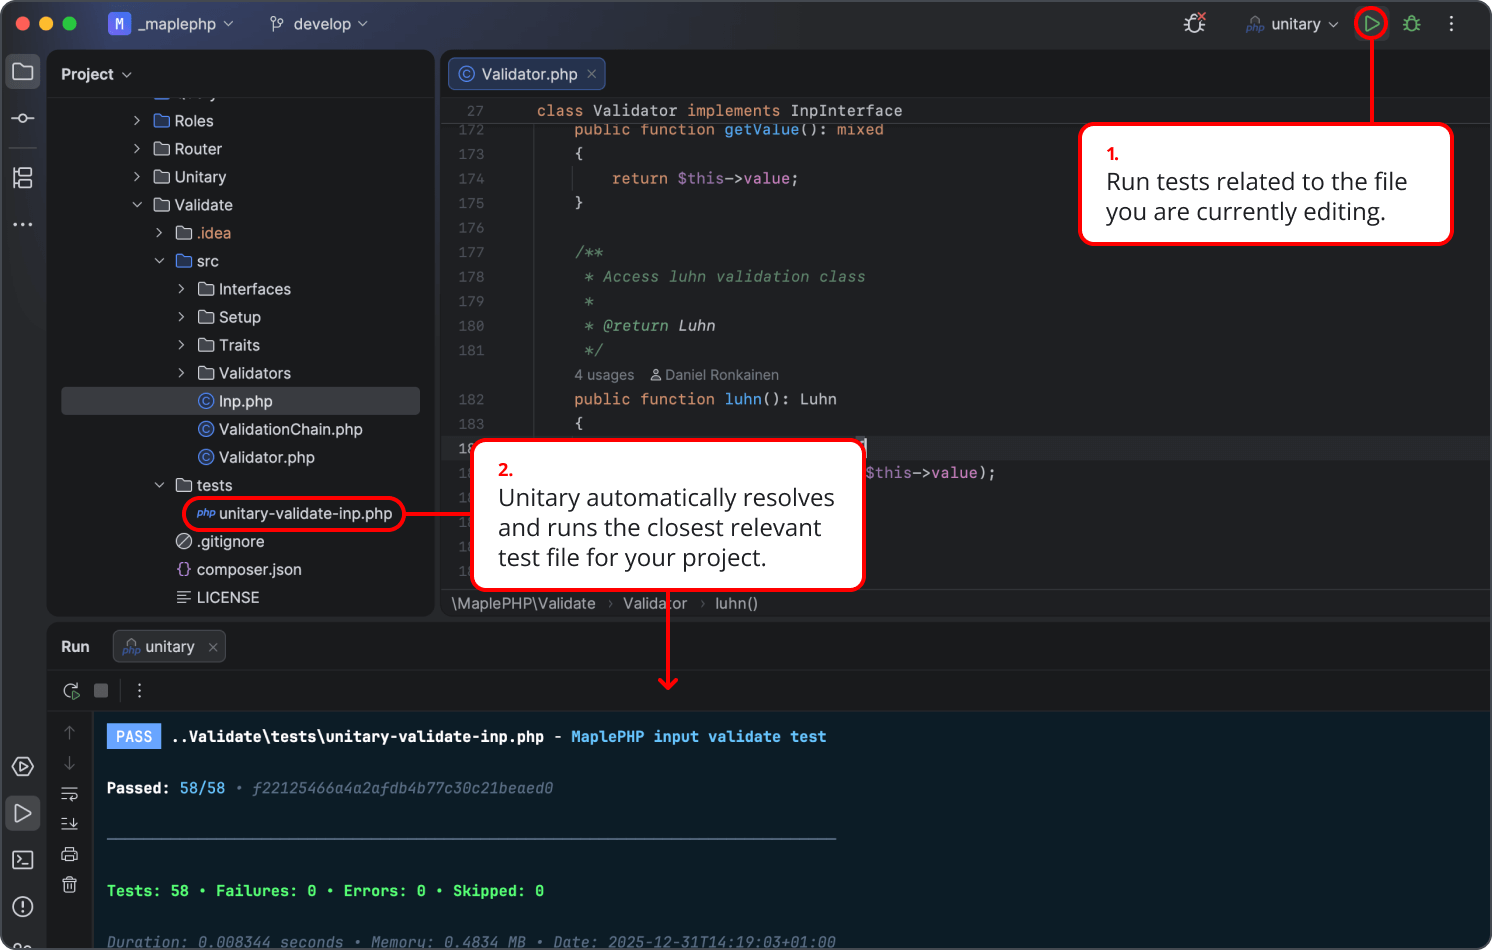 M _maplephp develop php unitary
Project
Roles
Router
Unitary
Validate
.idea
src
Interfaces
Setup
Traits
Validators
Inp.php
ValidationChain.php
Validator.php
tests
php unitary-validate-inp.php
.gitignore
{} composer.json
LICENSE
© Validator.php ×
27 class Validator implements InpInterface
172 public function getValue(): mixed
173 {
174 return $this->value;
175 }
176
177 /**
178 * Access luhn validation class
179 *
180 * @return Luhn
181 */
4 usages Daniel Ronkainen
182 public function luhn(): Luhn
183 {
$this->value);
\MaplePHP\Validate › Validator › luhn()
1.
Run tests related to the file
you are currently editing.
2.
Unitary automatically resolves
and runs the closest relevant
test file for your project.
Run php unitary ×
PASS ..Validate\tests\unitary-validate-inp.php - MaplePHP input validate test
Passed: 58/58 • f22125466a4a2afdb4b77c30c21beaed0
Tests: 58 • Failures: 0 • Errors: 0 • Skipped: 0
Duration: 0.008344 seconds • Memory: 0.4834 MB • Date: 2025-12-31T14:19:03+01:00